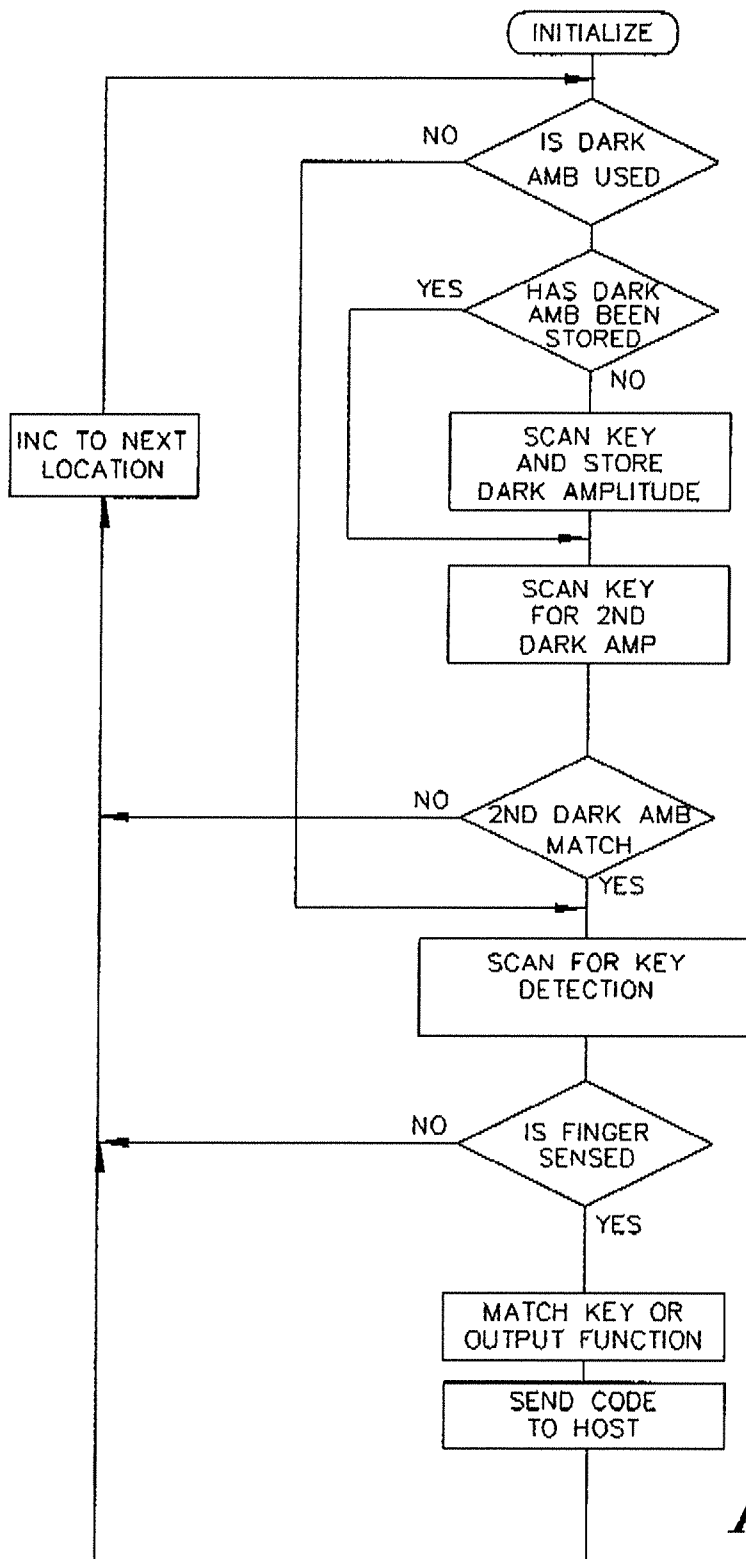 INITIALIZE
NO
IS DARK
AMB USED
YES
HAS DARK
AMB BEEN
STORED
NO
INC TO NEXT
LOCATION
SCAN KEY
AND STORE
DARK AMPLITUDE
SCAN KEY
FOR 2ND
DARK AMP
NO
2ND DARK AMB
MATCH
YES
SCAN FOR KEY
DETECTION
NO
IS FINGER
SENSED
YES
MATCH KEY OR
OUTPUT FUNCTION
SEND CODE
TO HOST